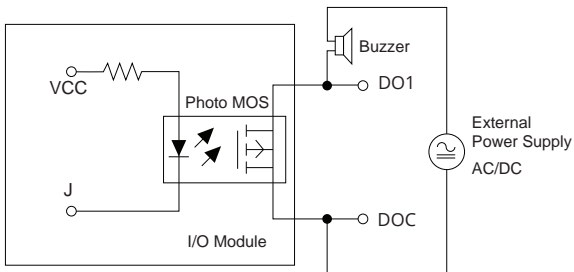 Buzzer
DO1
VCC
Photo MOS
External
Power Supply
AC/DC
J
DOC
I/O Module